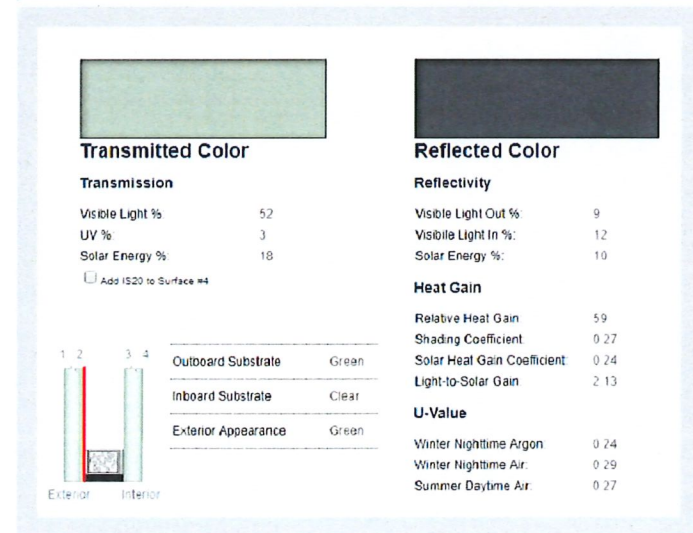 Transmitted Color
Transmission
Visible Light %: 52
UV %: 3
Solar Energy %: 18
Add IS20 to Surface #4
1 2 3 4
Exterior Interior
Outboard Substrate Green
Inboard Substrate Clear
Exterior Appearance Green
Reflected Color
Reflectivity
Visible Light Out %: 9
Visibile Light In %: 12
Solar Energy %: 10
Heat Gain
Relative Heat Gain 59
Shading Coefficient 0.27
Solar Heat Gain Coefficient: 0.24
Light-to-Solar Gain 2.13
U-Value
Winter Nighttime Argon: 0.24
Winter Nighttime Air: 0.29
Summer Daytime Air: 0.27